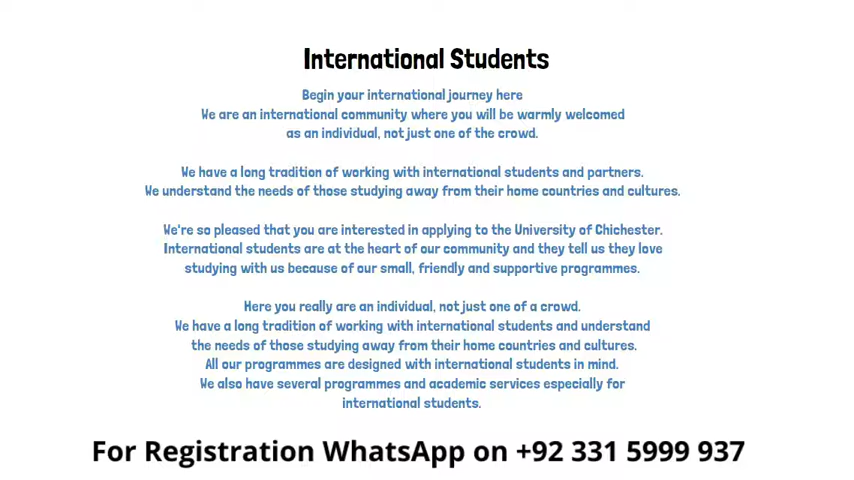 International Students
Begin your international journey here
We are an international community where you will be warmly welcomed
as an individual, not just one of the crowd.
We have a long tradition of working with international students and partners.
We understand the needs of those studying away from their home countries and cultures.
We're so pleased that you are interested in applying to the University of Chichester.
International students are at the heart of our community and they tell us they love
studying with us because of our small, friendly and supportive programmes.
Here you really are an individual, not just one of a crowd.
We have a long tradition of working with international students and understand
the needs of those studying away from their home countries and cultures.
All our programmes are designed with international students in mind.
We also have several programmes and academic services especially for
international students.
For Registration WhatsApp on +92 331 5999 937